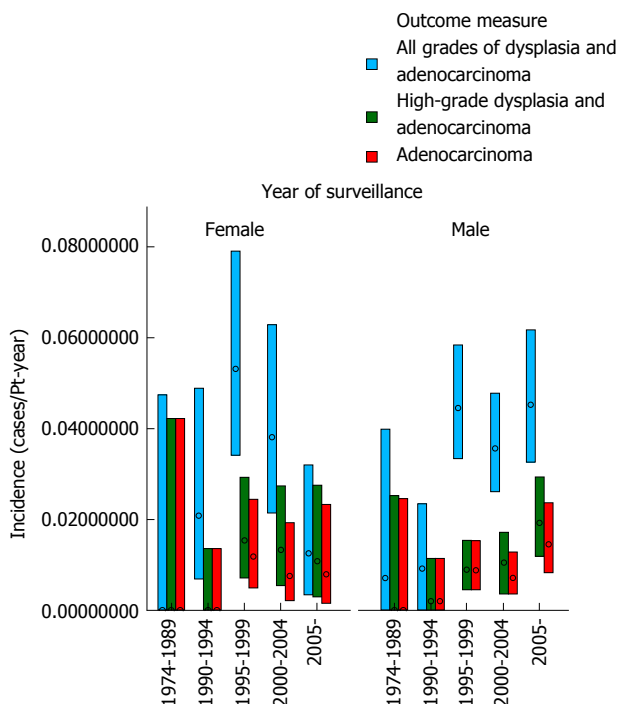 Outcome measure
All grades of dysplasia and
adenocarcinoma
High-grade dysplasia and
adenocarcinoma
Adenocarcinoma
Year of surveillance
Female
Male
Incidence (cases/Pt-year)
0.08000000
0.06000000
0.04000000
0.02000000
0.00000000
1974-1989
1990-1994
1995-1999
2000-2004
2005-
1974-1989
1990-1994
1995-1999
2000-2004
2005-